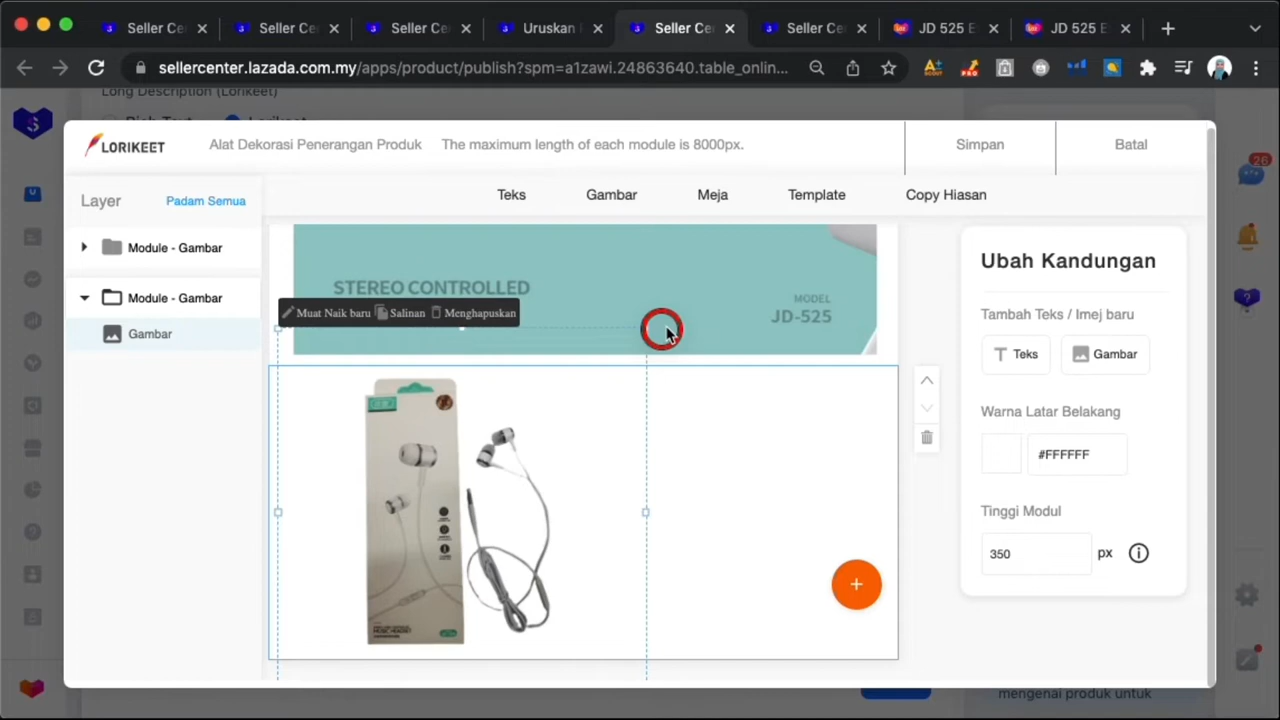 Seller Ce
Seller Ce
Seller Ce
Uruskan
Seller Ce
Seller Ce
JD 525 E
JD 525 E
sellercenter.lazada.com.my/apps/product/publish?spm=a1zawi.24863640.table_onlin...
Long Description (Lorikeet)
LORIKEET
Alat Dekorasi Penerangan Produk
The maximum length of each module is 8000px.
Simpan
Batal
26
Layer
Padam Semua
Teks
Gambar
Meja
Template
Copy Hiasan
Module - Gambar
Module - Gambar
Gambar
STEREO CONTROLLED
MODEL
JD-525
Muat Naik baru
Salinan
Menghapuskan
Ubah Kandungan
Tambah Teks / Imej baru
Teks
Gambar
Warna Latar Belakang
#FFFFFF
Tinggi Modul
350
px
mengenai produk untuk